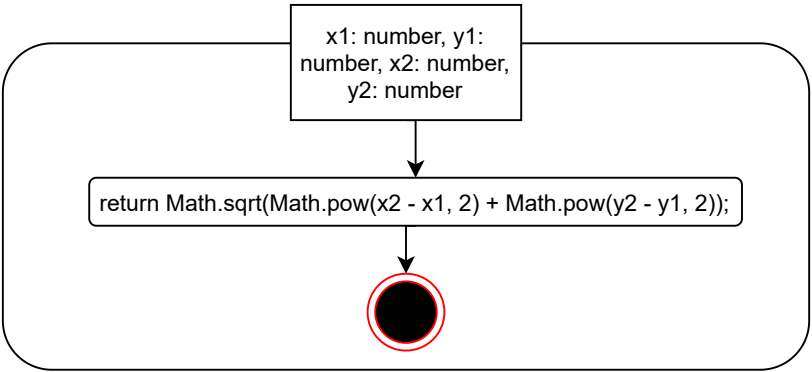 x1: number, y1:
number, x2: number,
y2: number
return Math.sqrt(Math.pow(x2 - x1, 2) + Math.pow(y2 - y1, 2));